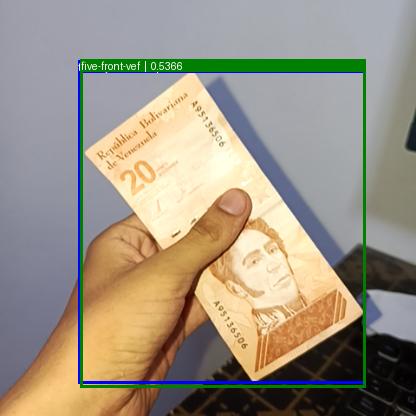 five-front-vef | 0.5366
República Bolivariana
de Venezuela
A95136506
20
A95136506